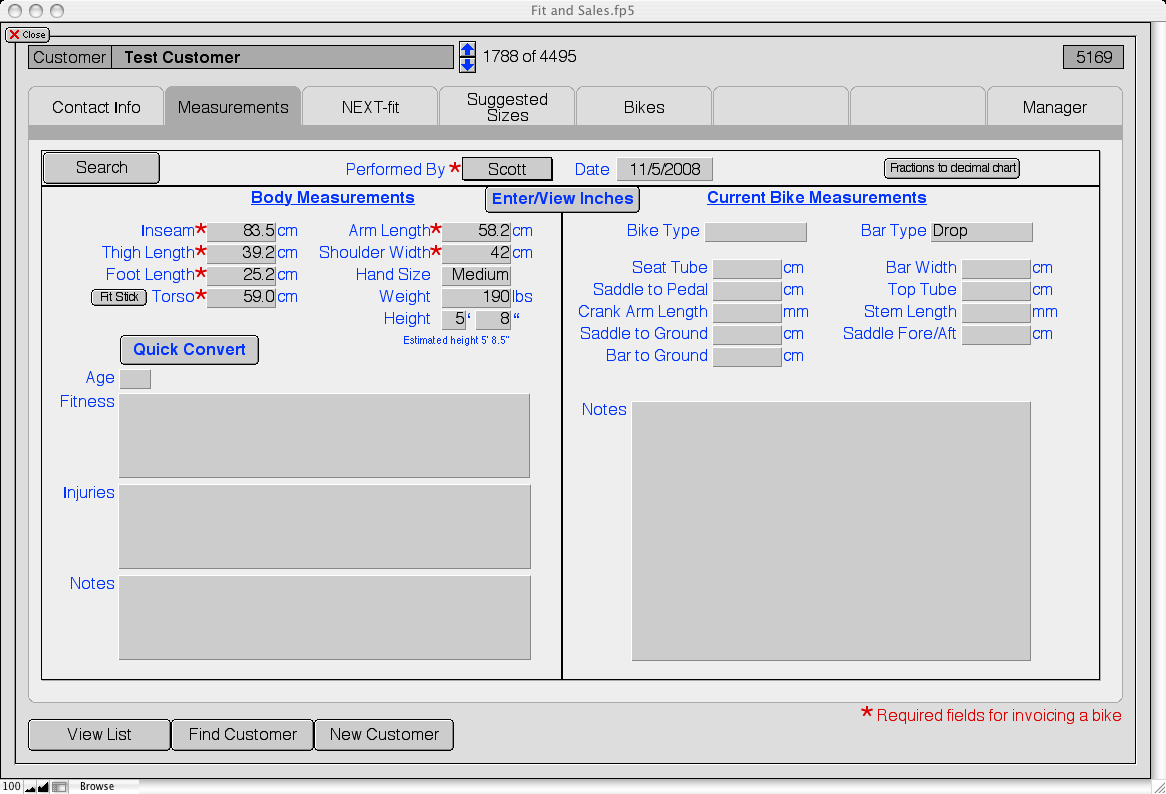 Fit and Sales.fp5
Close
Customer Test Customer 1788 of 4495 5169
Contact Info Measurements NEXT-fit Suggested Sizes Bikes Manager
Search Performed By * Scott Date 11/5/2008 Fractions to decimal chart
Body Measurements Enter/View Inches Current Bike Measurements
Inseam* 83.5 cm Arm Length* 58.2 cm Bike Type Bar Type Drop
Thigh Length* 39.2 cm Shoulder Width* 42 cm
Foot Length* 25.2 cm Hand Size Medium Seat Tube cm Bar Width cm
Fit Stick Torso* 59.0 cm Weight 190 lbs Saddle to Pedal cm Top Tube cm
Height 5 ‘ 8 “ Crank Arm Length mm Stem Length mm
Estimated height 5' 8.5" Saddle to Ground cm Saddle Fore/Aft cm
Quick Convert Bar to Ground cm
Age
Fitness
Notes
Injuries
Notes
* Required fields for invoicing a bike
View List Find Customer New Customer
100 Browse